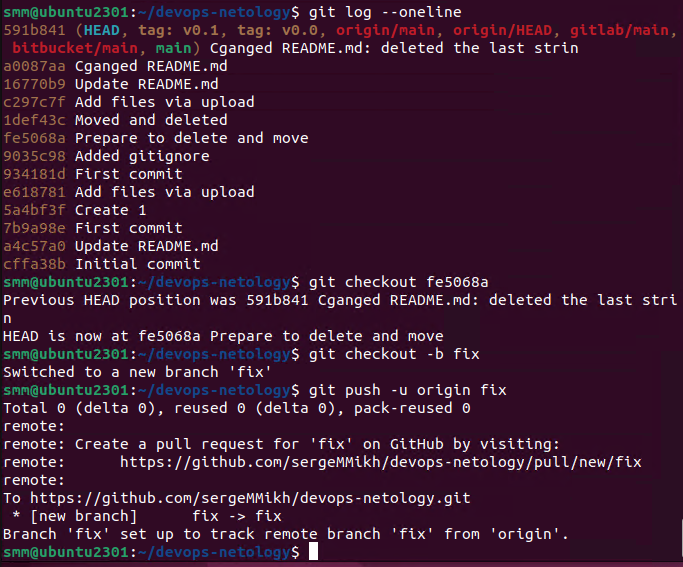 smm@ubuntu2301:~/devops-netology$ git log --oneline
591b841 (HEAD, tag: v0.1, tag: v0.0, origin/main, origin/HEAD, gitlab/main,
 bitbucket/main, main) Cganged README.md: deleted the last strin
a0087aa Cganged README.md
16770b9 Update README.md
c297c7f Add files via upload
1def43c Moved and deleted
fe5068a Prepare to delete and move
9035c98 Added gitignore
934181d First commit
e618781 Add files via upload
5a4bf3f Create 1
7b9a98e First commit
a4c57a0 Update README.md
cffa38b Initial commit
smm@ubuntu2301:~/devops-netology$ git checkout fe5068a
Previous HEAD position was 591b841 Cganged README.md: deleted the last stri
n
HEAD is now at fe5068a Prepare to delete and move
smm@ubuntu2301:~/devops-netology$ git checkout -b fix
Switched to a new branch 'fix'
smm@ubuntu2301:~/devops-netology$ git push -u origin fix
Total 0 (delta 0), reused 0 (delta 0), pack-reused 0
remote:
remote: Create a pull request for 'fix' on GitHub by visiting:
remote:      https://github.com/sergeMMikh/devops-netology/pull/new/fix
remote:
To https://github.com/sergeMMikh/devops-netology.git
 * [new branch]      fix -> fix
Branch 'fix' set up to track remote branch 'fix' from 'origin'.
smm@ubuntu2301:~/devops-netology$